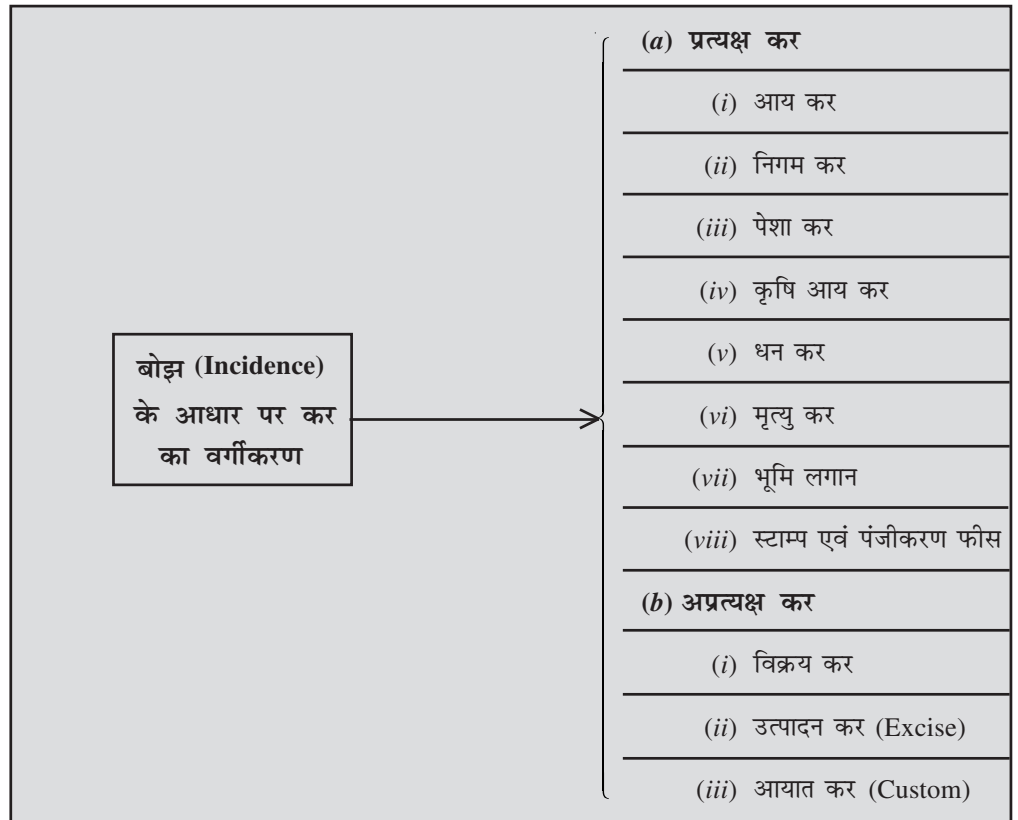 बोझ (Incidence)
के आधार पर कर
का वर्गीकरण
(a) प्रत्यक्ष कर
(i) आय कर
(ii) निगम कर
(iii) पेशा कर
(iv) कृषि आय कर
(v) धन कर
(vi) मृत्यु कर
(vii) भूमि लगान
(viii) स्टाम्प एवं पंजीकरण फीस
(b) अप्रत्यक्ष कर
(i) विक्रय कर
(ii) उत्पादन कर (Excise)
(iii) आयात कर (Custom)